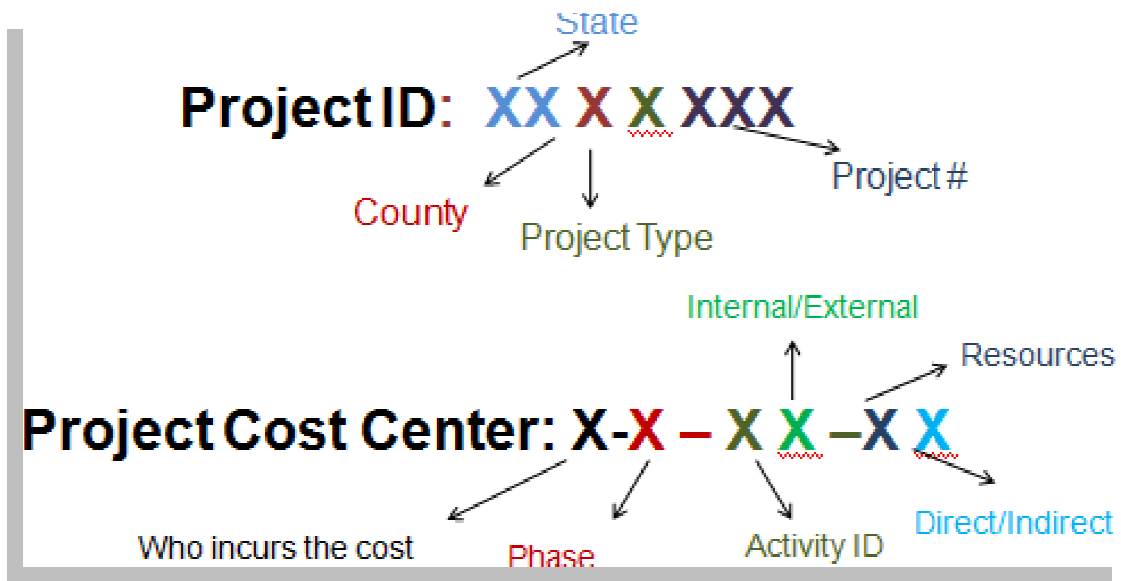 State
Project ID: XX X X XXX
Project #
County
Project Type
Internal/External
Resources
Project Cost Center: X-X – X X –X X
Direct/Indirect
Who incurs the cost
Phase
Activity ID